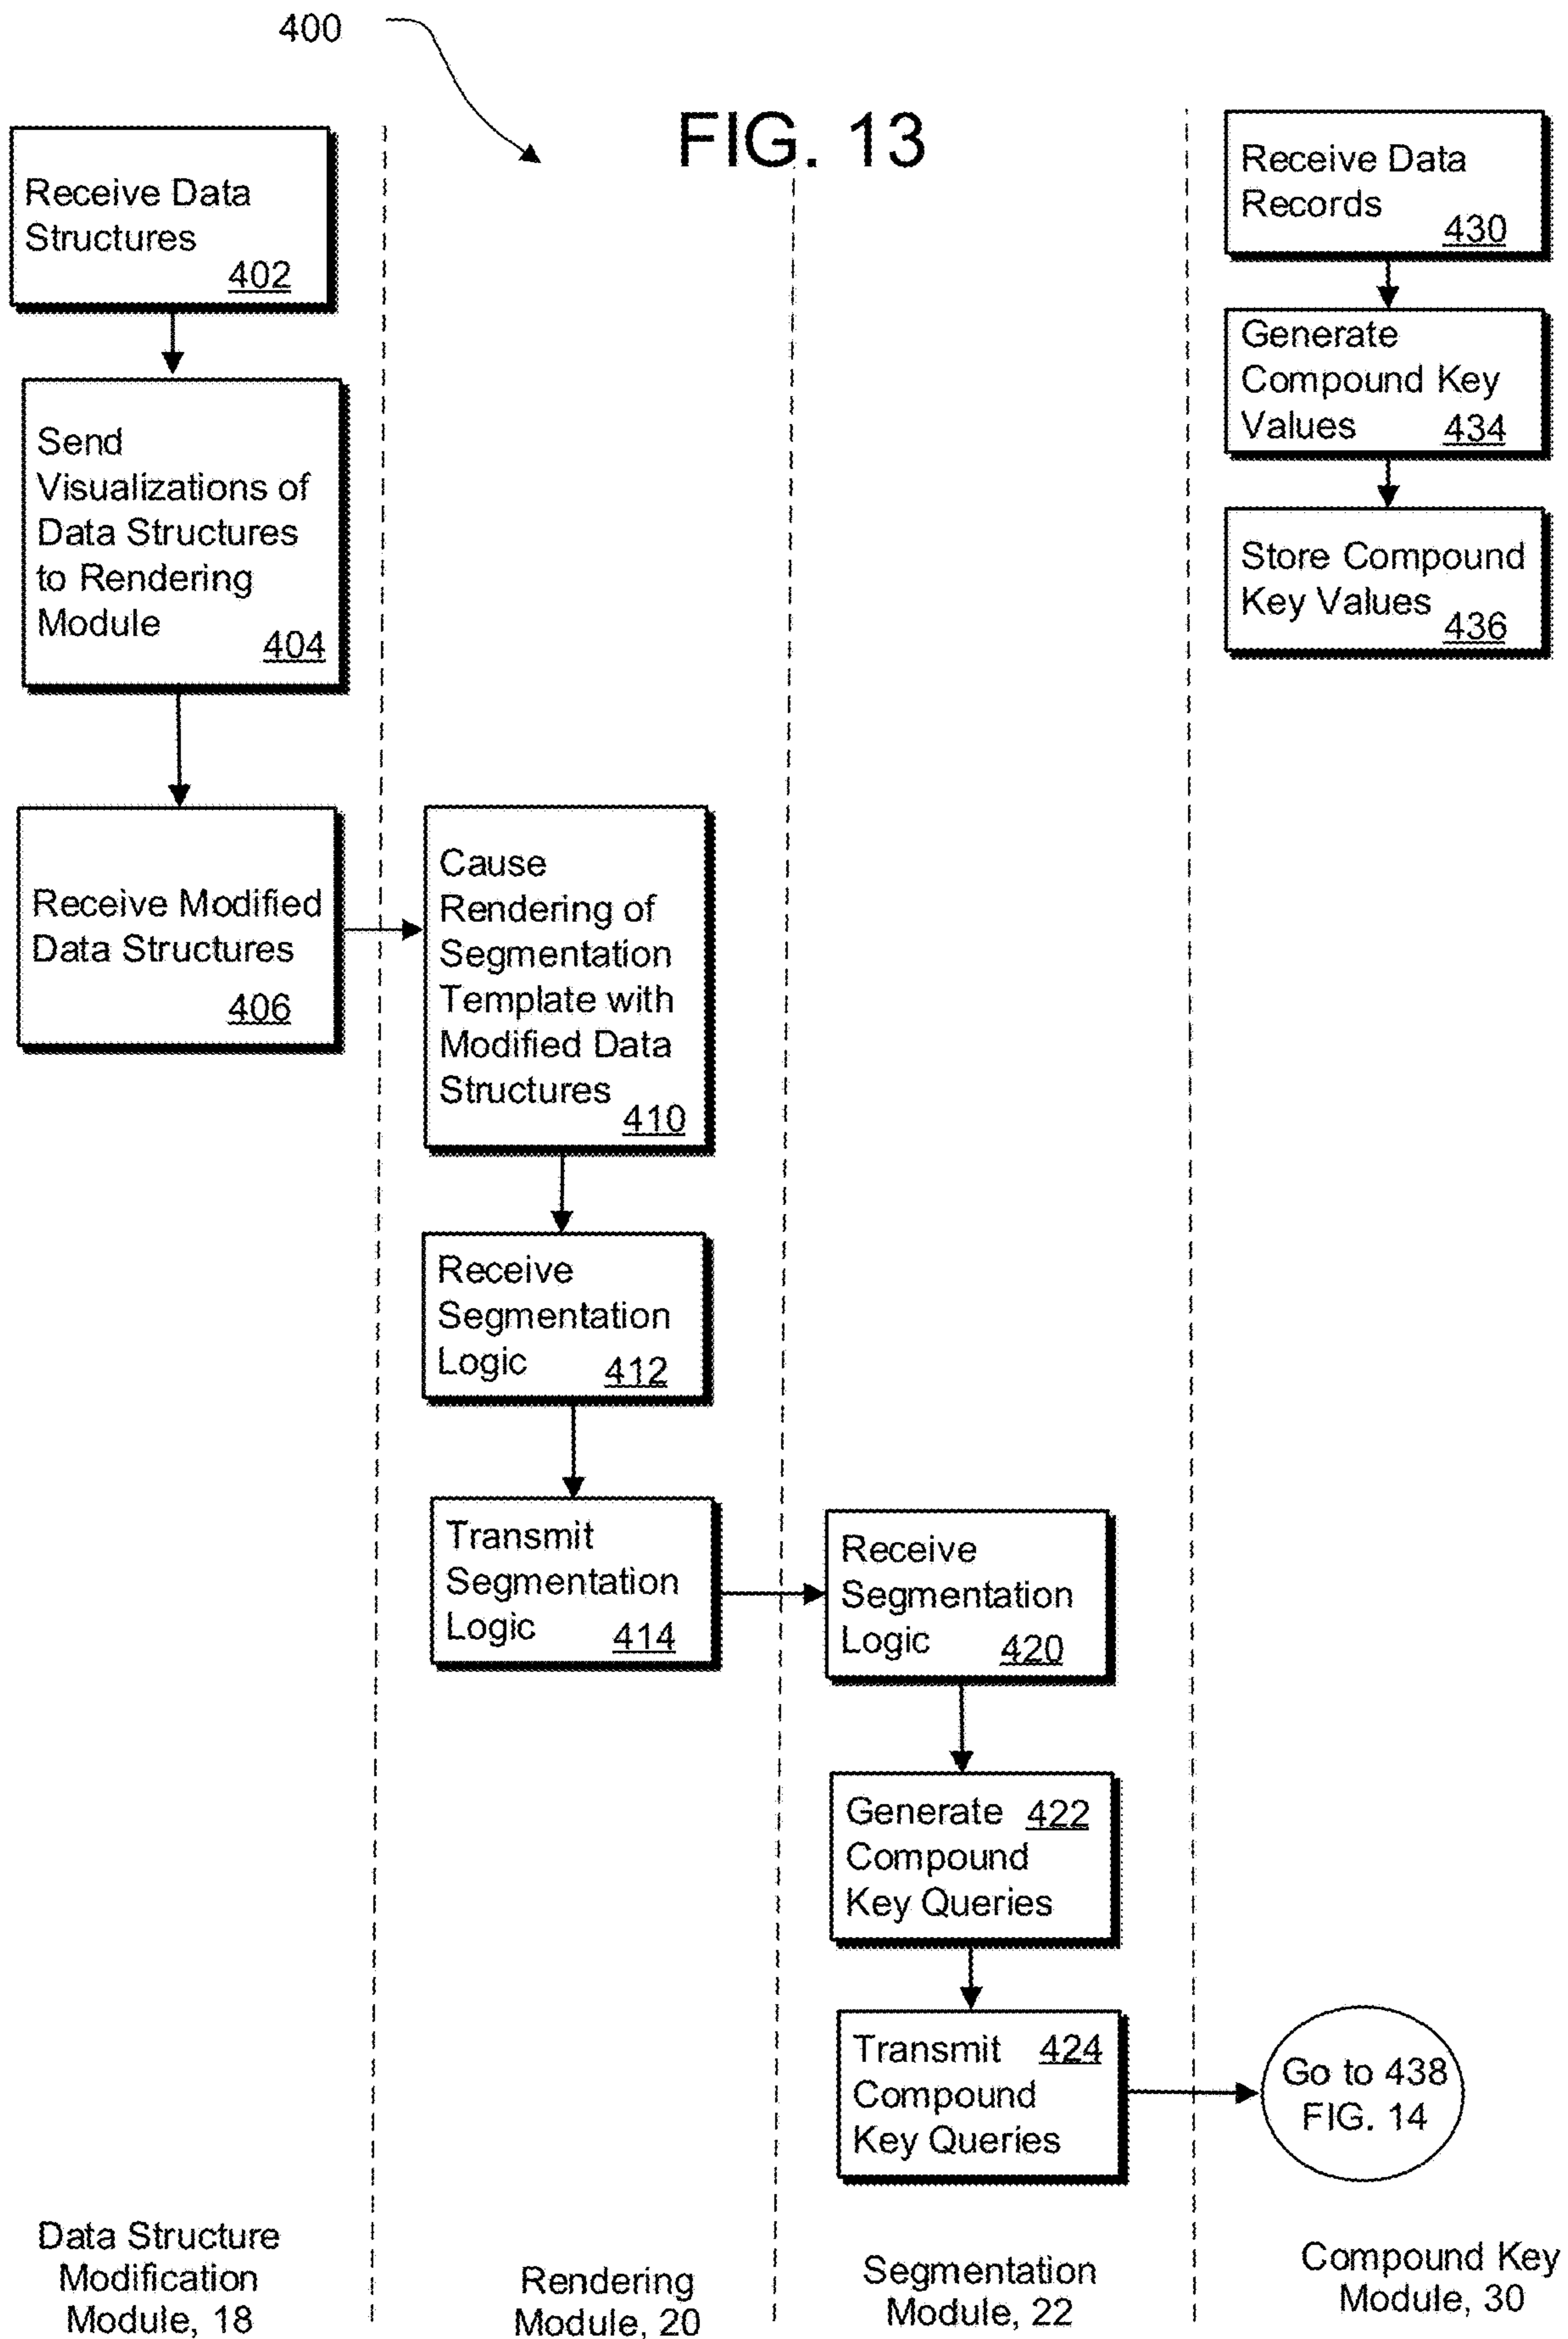 400
FIG. 13
Receive Data
Structures
402
Send
Visualizations of
Data Structures
to Rendering
Module
404
Receive Modified
Data Structures
406
Cause
Rendering of
Segmentation
Template with
Modified Data
Structures
410
Receive
Segmentation
Logic
412
Transmit
Segmentation
Logic
414
Receive
Segmentation
Logic
420
Generate 422
Compound
Key Queries
Transmit 424
Compound
Key Queries
Receive Data
Records
430
Generate
Compound Key
Values 434
Store Compound
Key Values
436
Go to 438
FIG. 14
Data Structure
Modification
Module, 18
Rendering
Module, 20
Segmentation
Module, 22
Compound Key
Module, 30